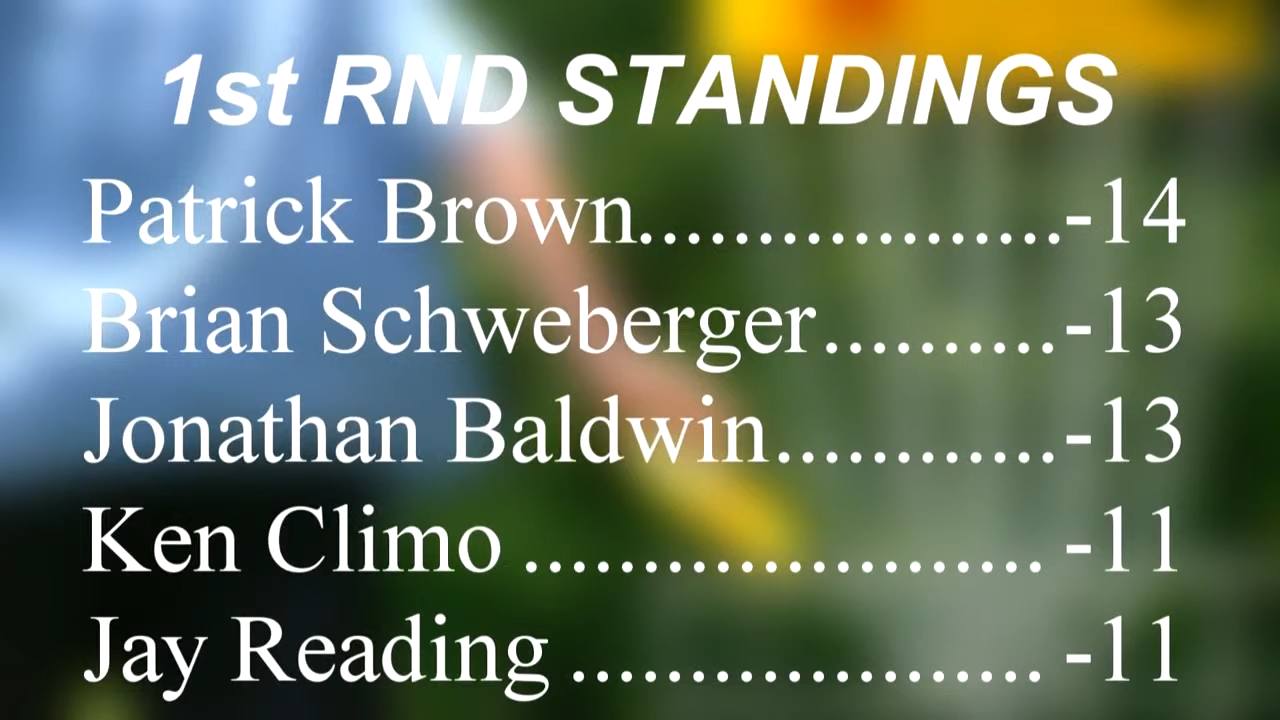 1st RND STANDINGS
Patrick Brown..................-14
Brian Schweberger..........-13
Jonathan Baldwin............-13
Ken Climo ...................... -11
Jay Reading .................... -11